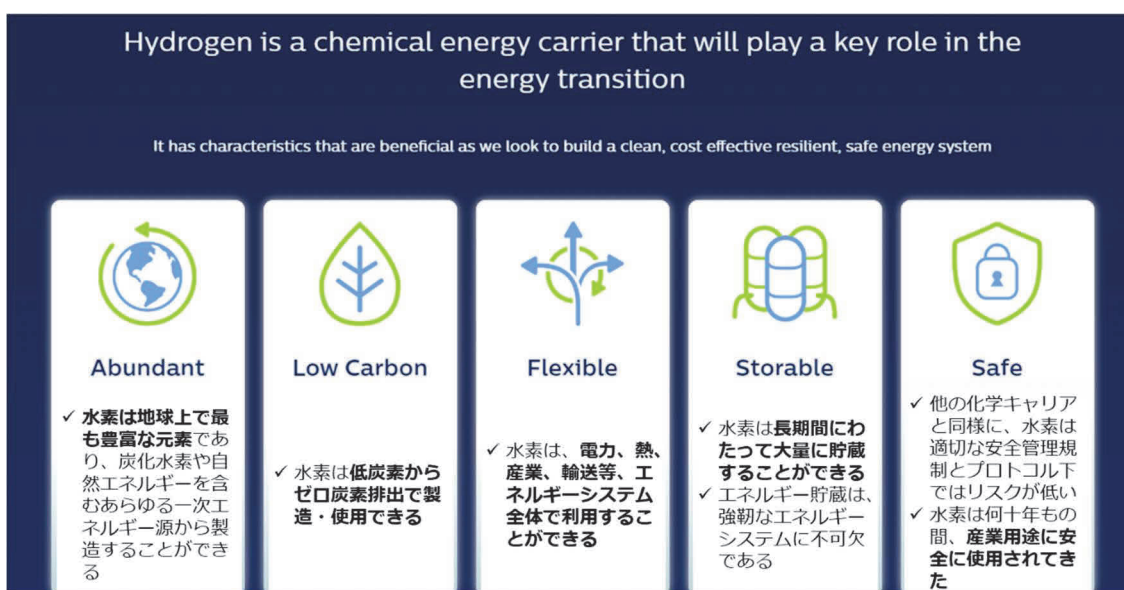 Hydrogen is a chemical energy carrier that will play a key role in the
energy transition
It has characteristics that are beneficial as we look to build a clean, cost effective resilient, safe energy system
Abundant
✓ 水素は地球上で最
も豊富な元素であ
り、炭化水素や自
然エネルギーを含
むあらゆる一次エ
ネルギー源から製
造することができ
る
Low Carbon
✓ 水素は低炭素から
ゼロ炭素排出で製
造・使用できる
Flexible
✓ 水素は、電力、熱、
産業、輸送等、エ
ネルギーシステム
全体で利用するこ
とができる
Storable
✓ 水素は長期間にわ
たって大量に貯蔵
することができる
✓ エネルギー貯蔵は、
強靭なエネルギー
システムに不可欠
である
Safe
✓ 他の化学キャリア
と同様に、水素は
適切な安全管理規
制とプロトコル下
ではリスクが低い
✓ 水素は何十年もの
間、産業用途に安
全に使用されてき
た